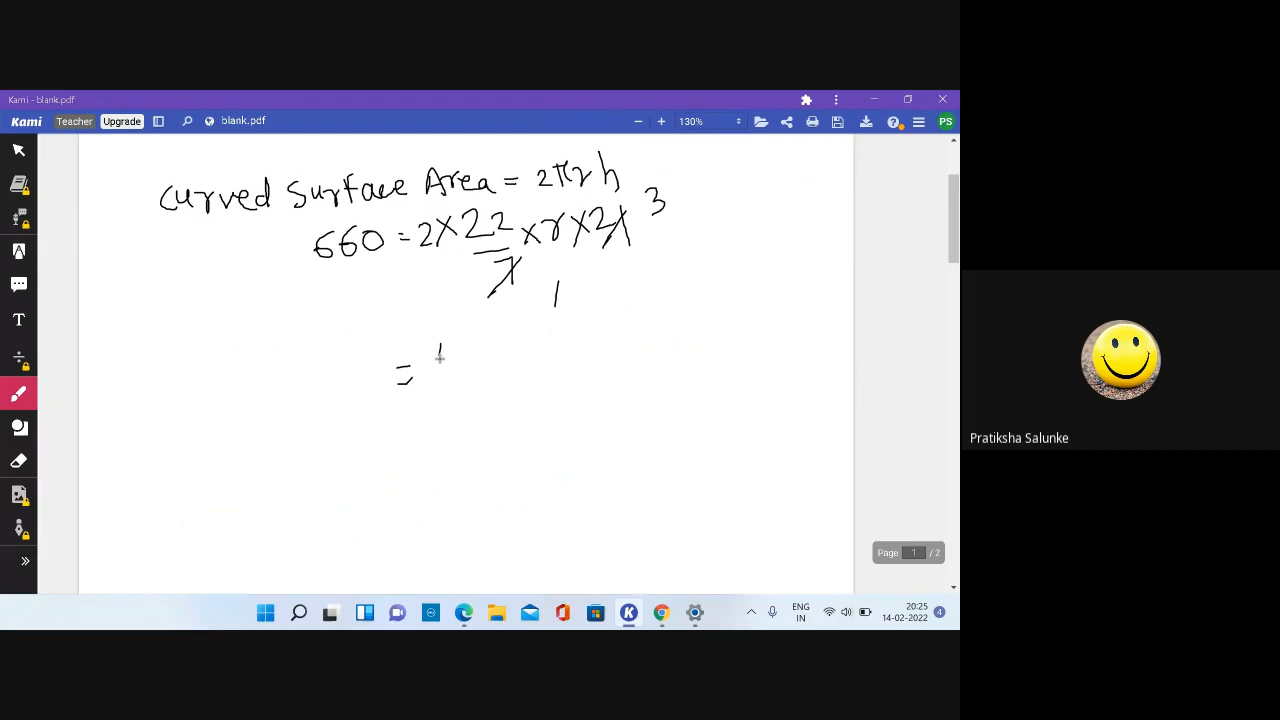 Kami - blank.pdf
Kami Teacher Upgrade blank.pdf 130% PS
Curved Surface Area = 2πrh
660 = 2 × 22/7 × r × 21 3
1
=
Pratiksha Salunke
Page 1 / 2
ENG 20:25
IN 14-02-2022 4